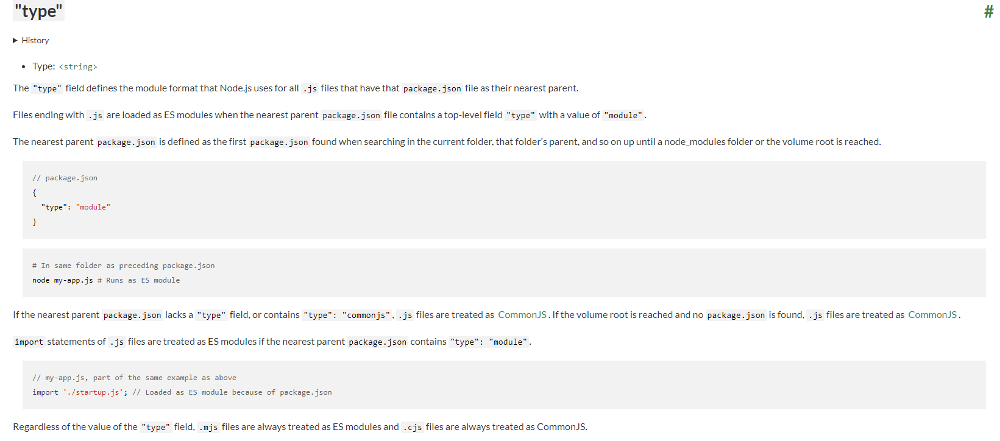 "type"
#
▶ History
• Type: <string>
The "type" field defines the module format that Node.js uses for all .js files that have that package.json file as their nearest parent.
Files ending with .js are loaded as ES modules when the nearest parent package.json file contains a top-level field "type" with a value of "module".
The nearest parent package.json is defined as the first package.json found when searching in the current folder, that folder’s parent, and so on up until a node_modules folder or the volume root is reached.
// package.json
{
  "type": "module"
}
# In same folder as preceding package.json
node my-app.js # Runs as ES module
If the nearest parent package.json lacks a "type" field, or contains "type": "commonjs", .js files are treated as CommonJS. If the volume root is reached and no package.json is found, .js files are treated as CommonJS.
import statements of .js files are treated as ES modules if the nearest parent package.json contains "type": "module".
// my-app.js, part of the same example as above
import './startup.js'; // Loaded as ES module because of package.json
Regardless of the value of the "type" field, .mjs files are always treated as ES modules and .cjs files are always treated as CommonJS.